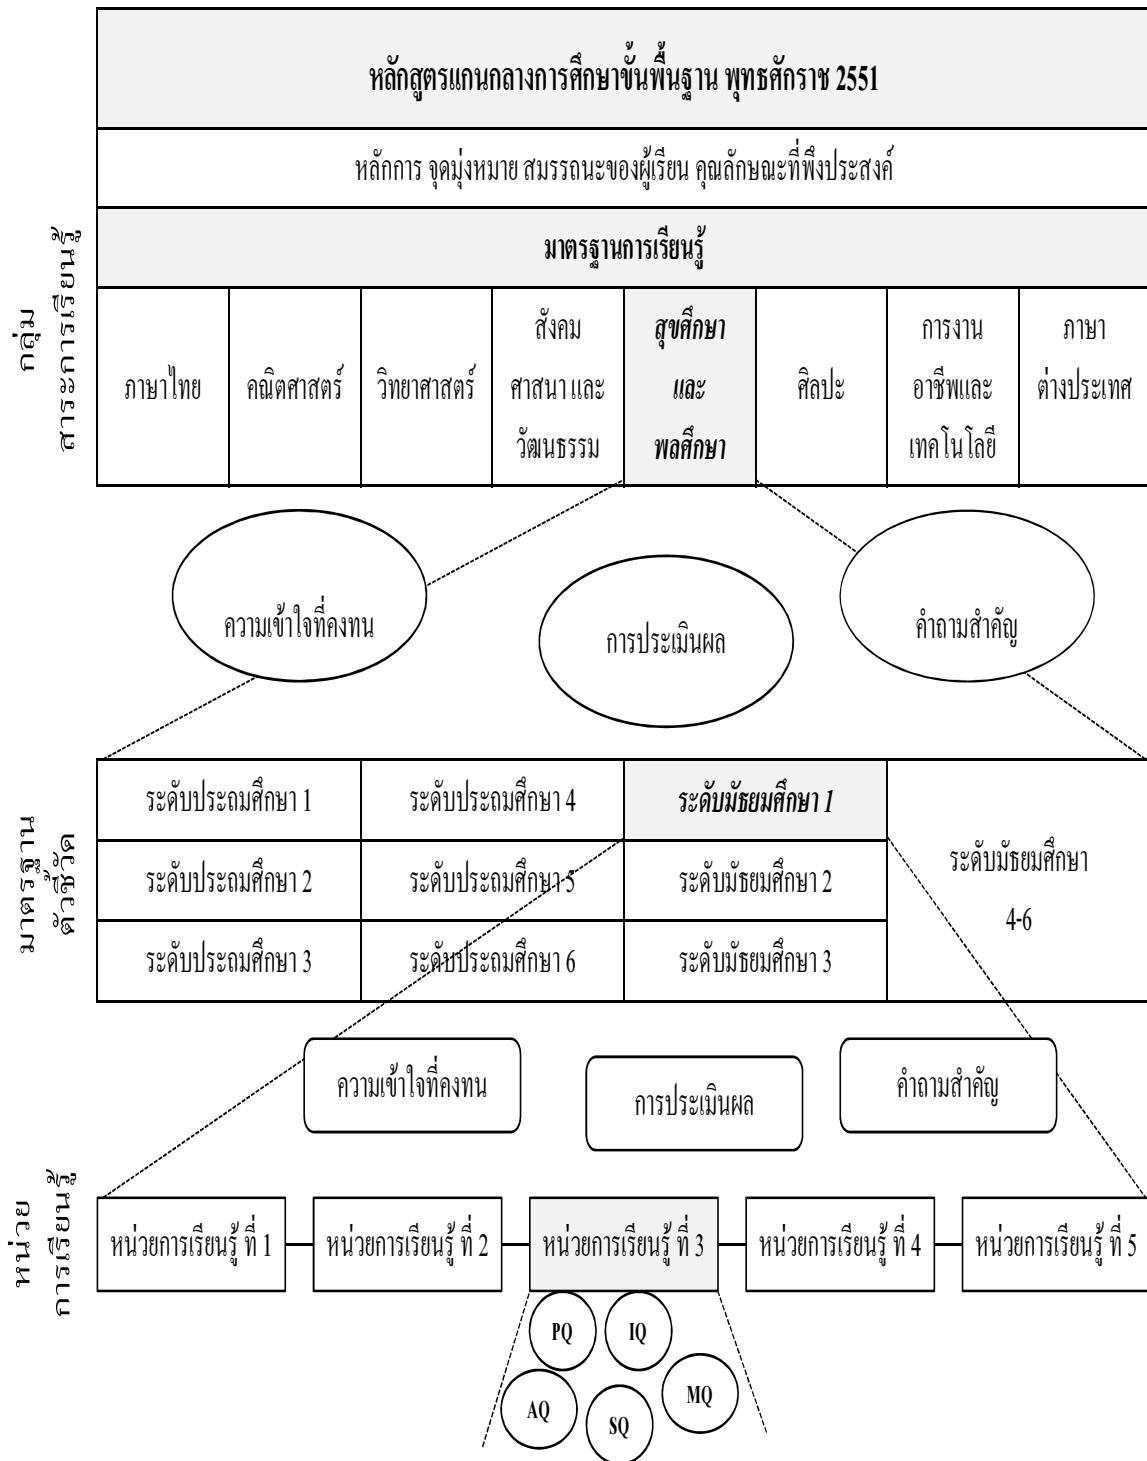 หลักสูตรแกนกลางการศึกษาขั้นพื้นฐาน พุทธศักราช 2551
หลักการ จุดมุ่งหมาย สมรรถนะของผู้เรียน คุณลักษณะที่พึงประสงค์
มาตรฐานการเรียนรู้
กลุ่ม
สาระการเรียนรู้
ภาษาไทย
คณิตศาสตร์
วิทยาศาสตร์
สังคม
ศาสนา และ
วัฒนธรรม
สุขศึกษา
และ
พลศึกษา
ศิลปะ
การงาน
อาชีพและ
เทคโนโลยี
ภาษา
ต่างประเทศ
ความเข้าใจที่คงทน
การประเมินผล
คำถามสำคัญ
มาตรฐาน
ตัวชี้วัด
ระดับประถมศึกษา 1
ระดับประถมศึกษา 4
ระดับมัธยมศึกษา 1
ระดับประถมศึกษา 2
ระดับประถมศึกษา 5
ระดับมัธยมศึกษา 2
ระดับประถมศึกษา 3
ระดับประถมศึกษา 6
ระดับมัธยมศึกษา 3
ระดับมัธยมศึกษา
4-6
ความเข้าใจที่คงทน
การประเมินผล
คำถามสำคัญ
หน่วย
การเรียนรู้
หน่วยการเรียนรู้ ที่ 1
หน่วยการเรียนรู้ ที่ 2
หน่วยการเรียนรู้ ที่ 3
หน่วยการเรียนรู้ ที่ 4
หน่วยการเรียนรู้ ที่ 5
PQ
IQ
AQ
SQ
MQ